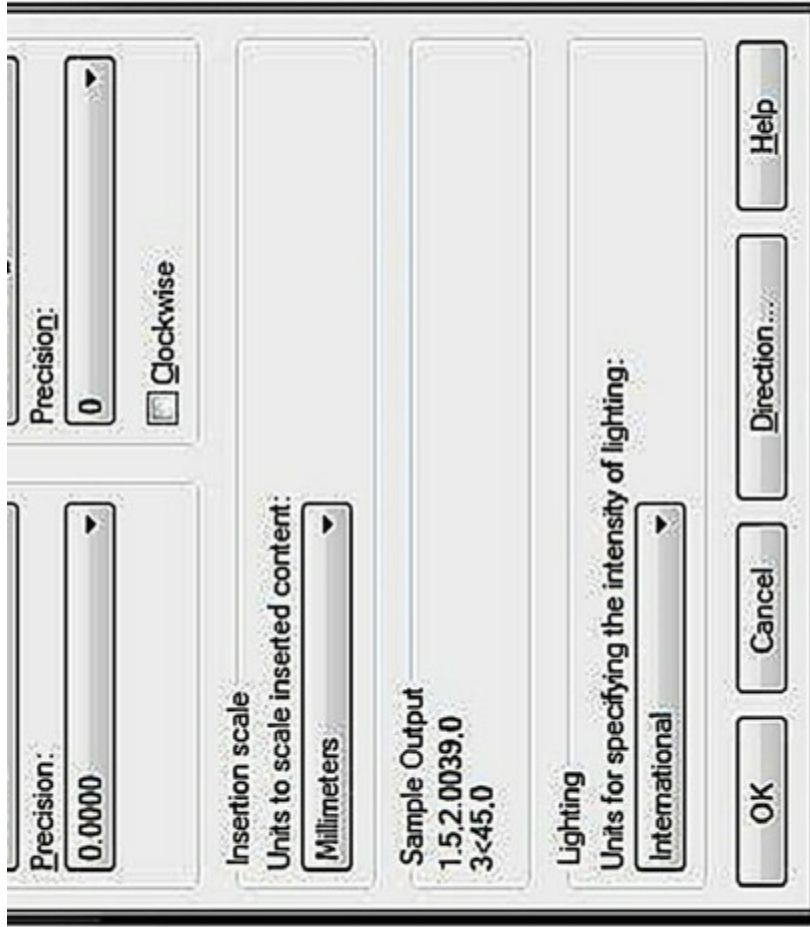 Precision:
0.0000
Precision:
0
Clockwise
Insertion scale
Units to scale inserted content:
Millimeters
Sample Output
1.5,2.0039,0
3<45,0
Lighting
Units for specifying the intensity of lighting:
International
OK
Cancel
Direction...
Help